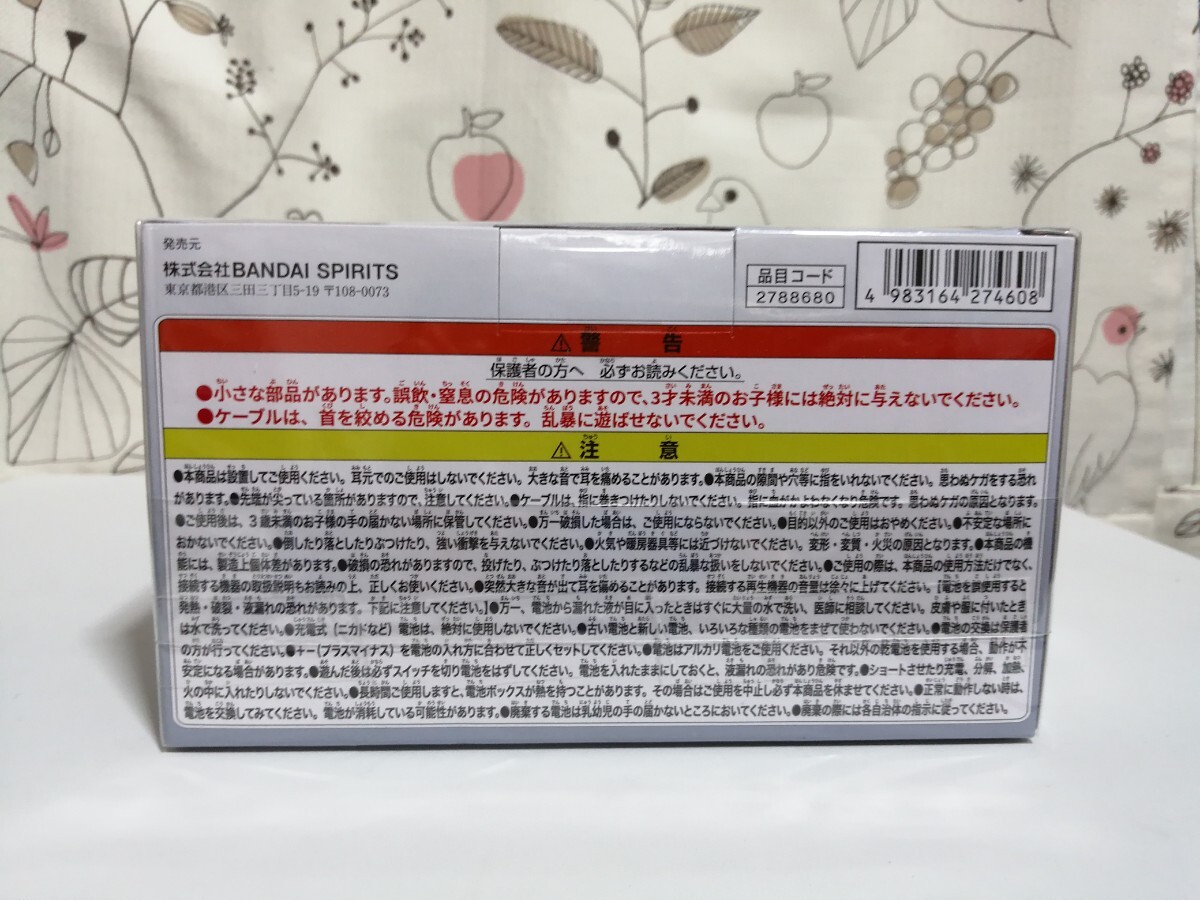 発売元
株式会社BANDAI SPIRITS
東京都港区三田三丁目5-19 〒108-0073
品目コード
2788680
4 983164 274608
⚠警告
保護者の方へ 必ずお読みください。
●小さな部品があります。誤飲・窒息の危険がありますので、3才未満のお子様には絶対に与えないでください。
●ケーブルは、首を絞める危険があります。乱暴に遊ばせないでください。
⚠注意
●本商品は設置してご使用ください。耳元でのご使用はしないでください。大きな音で耳を痛めることがあります。●本商品の隙間や穴等に指をいれないでください。思わぬケガをする恐れ
があります。●先端が尖っている箇所がありますので、注意してください。●ケーブルは、指に巻きつけたりしないでください。指に血がかよわなくなり危険です。思わぬケガの原因となります。
●ご使用後は、3歳未満のお子様の手の届かない場所に保管してください。●万一破損した場合は、ご使用にならないでください。●目的以外のご使用はおやめください。●不安定な場所に
おかないでください。●倒したり落としたりぶつけたり、強い衝撃を与えないでください。●火気や暖房器具等には近づけないでください。変形・変質・火災の原因となります。●本商品の機
能には、製造上個体差があります。●破損の恐れがありますので、投げたり、ぶつけたり落としたりするなどの乱暴な扱いをしないでください。●ご使用の際は、本商品の使用方法だけでなく、
接続する機器の取扱説明もお読みの上、正しくお使いください。●突然大きな音が出て耳を傷めることがあります。接続する再生機器の音量は徐々に上げてください。【電池を誤使用すると
発熱・破裂・液漏れの恐れがあります。下記に注意してください。】●万一、電池から漏れた液が目に入ったときはすぐに大量の水で洗い、医師に相談してください。皮膚や服に付いたとき
は水で洗ってください。●充電式(ニカドなど)電池は、絶対に使用しないでください。●古い電池と新しい電池、いろいろな種類の電池をまぜて使わないでください。●電池の交換は保護者
の方が行ってください。●+−(プラスマイナス)を電池の入れ方に合わせて正しくセットしてください。●電池はアルカリ電池をご使用ください。それ以外の乾電池を使用する場合、動作が不
安定になる場合があります。●遊んだ後は必ずスイッチを切り電池をはずしてください。電池を入れたままにしておくと、液漏れの恐れがあり危険です。●ショートさせたり充電、分解、加熱、
火の中に入れたりしないでください。●長時間ご使用しますと、電池ボックスが熱を持つことがあります。その場合はご使用を中止し必ず本商品を休ませてください。●正常に動作しない時は、
電池を交換してみてください。電池が消耗している可能性があります。●廃棄する電池は乳幼児の手の届かないところにおいてください。●廃棄の際には各自治体の指示に従ってください。